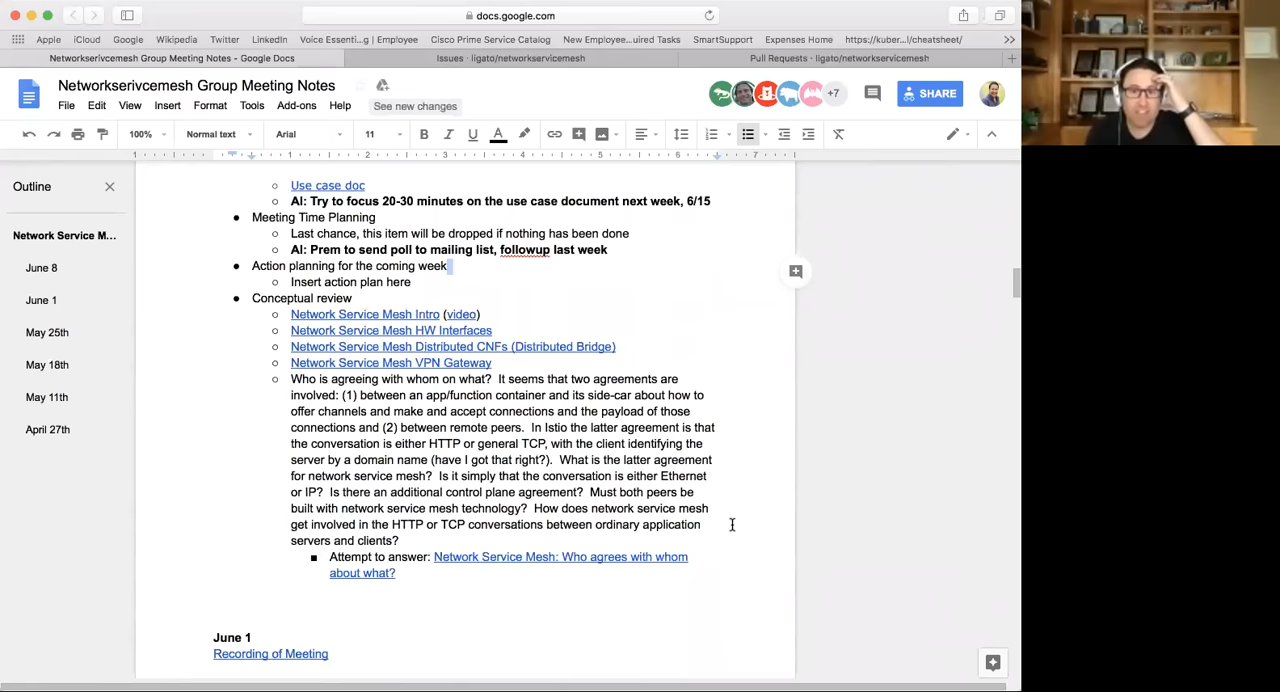 docs.google.com
Apple iCloud Google Wikipedia Twitter LinkedIn Voice Essenti...g | Employee Cisco Prime Service Catalog New Employee...uired Tasks SmartSupport Expenses Home https://kuber...l/cheatsheet/
Networkserivcemesh Group Meeting Notes - Google Docs Issues · ligato/networkservicemesh Pull Requests · ligato/networkservicemesh
Networkserivcemesh Group Meeting Notes
+7
SHARE
File Edit View Insert Format Tools Add-ons Help See new changes
100% Normal text Arial 11 B I U A
1 1 2 3 4 5 6 7
Outline
Network Service M...
June 8
June 1
May 25th
May 18th
May 11th
April 27th
Use case doc
AI: Try to focus 20-30 minutes on the use case document next week, 6/15
Meeting Time Planning
Last chance, this item will be dropped if nothing has been done
AI: Prem to send poll to mailing list, followup last week
Action planning for the coming week
Insert action plan here
Conceptual review
Network Service Mesh Intro (video)
Network Service Mesh HW Interfaces
Network Service Mesh Distributed CNFs (Distributed Bridge)
Network Service Mesh VPN Gateway
Who is agreeing with whom on what? It seems that two agreements are
involved: (1) between an app/function container and its side-car about how to
offer channels and make and accept connections and the payload of those
connections and (2) between remote peers. In Istio the latter agreement is that
the conversation is either HTTP or general TCP, with the client identifying the
server by a domain name (have I got that right?). What is the latter agreement
for network service mesh? Is it simply that the conversation is either Ethernet
or IP? Is there an additional control plane agreement? Must both peers be
built with network service mesh technology? How does network service mesh
get involved in the HTTP or TCP conversations between ordinary application
servers and clients?
Attempt to answer: Network Service Mesh: Who agrees with whom
about what?
June 1
Recording of Meeting